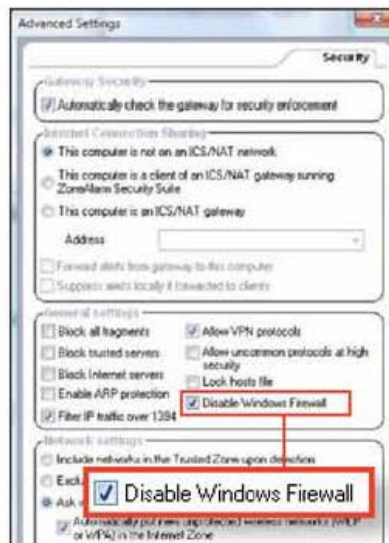 Advanced Settings
Security
Gateway Security
Automatically check the gateway for security enforcement
Internet Connection Sharing
This computer is not on an ICS/NAT network
This computer is a client of an ICS/NAT gateway running
ZoneAlarm Security Suite
This computer is an ICS/NAT gateway
Address
Forward alerts from gateway to this computer
Suppress alerts locally if forwarded to clients
General settings
Block all fragments
Allow VPN protocols
Block trusted servers
Allow uncommon protocols at high
security
Block Internet servers
Lock hosts file
Enable ARP protection
Disable Windows Firewall
Filter IP traffic over 1394
Network settings
Include networks in the Trusted Zone upon detection
Ask
Disable Windows Firewall
Automatically put new unprotected wireless networks (WEP
or WPA) in the Internet Zone